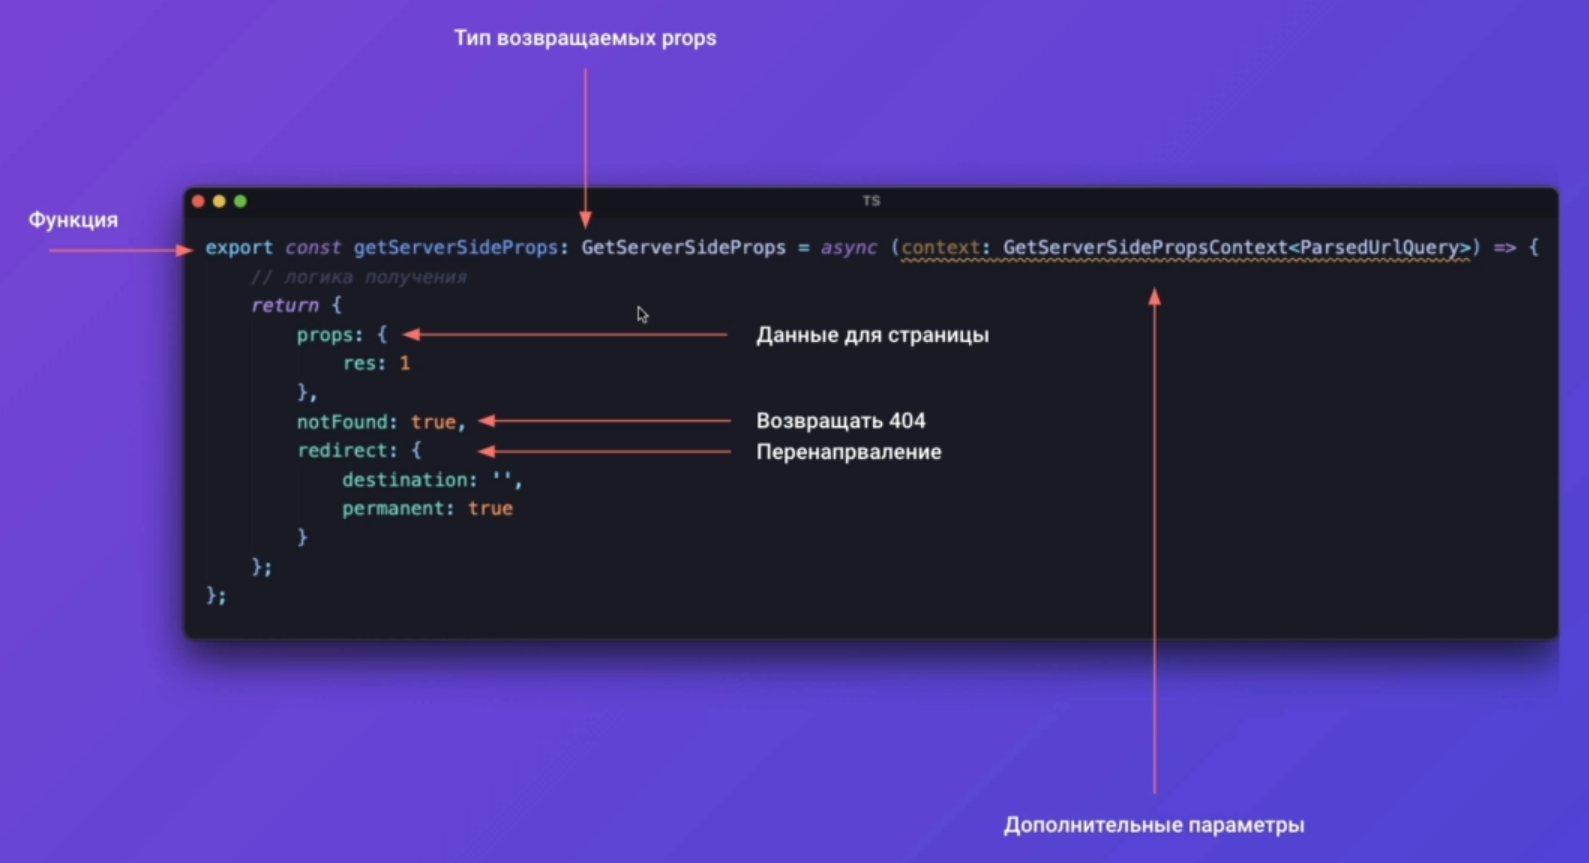 Тип возвращаемых props
TS
Функция
export const getServerSideProps: GetServerSideProps = async (context: GetServerSidePropsContext<ParsedUrlQuery>) => {
// логика получения
return {
props: {
Данные для страницы
res: 1
},
notFound: true,
Возвращать 404
redirect: {
Перенапрваление
destination: '',
permanent: true
}
};
};
Дополнительные параметры